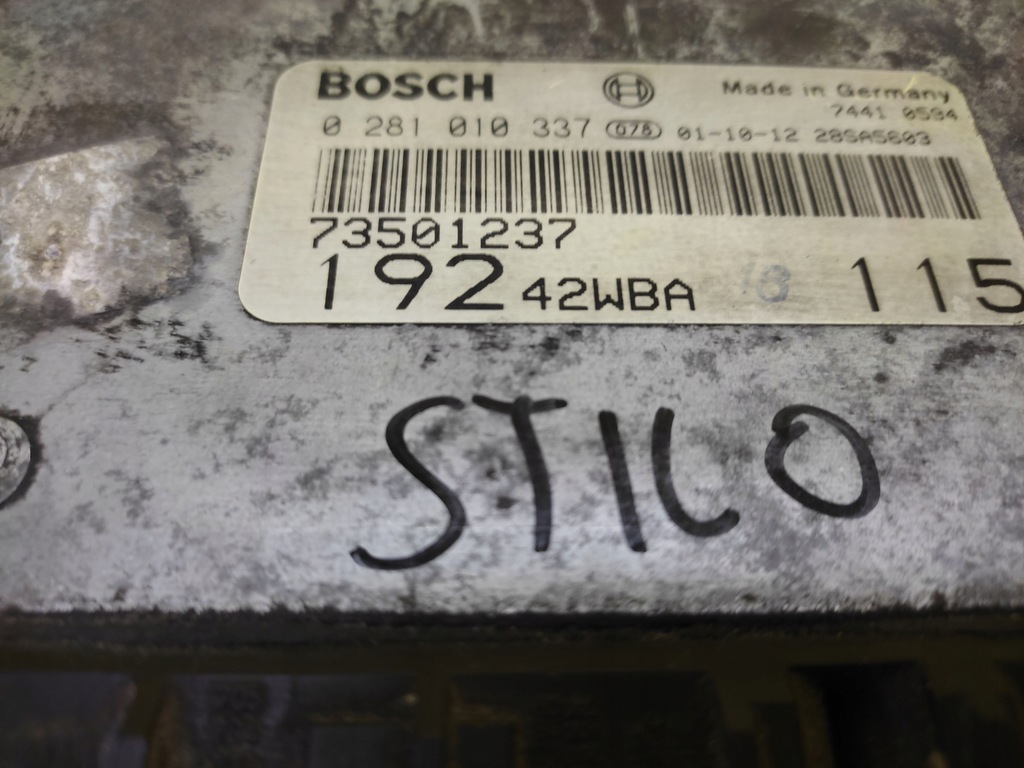 BOSCH Made in Germany
7441 0594
0 281 010 337 078 01-10-12 28SA5603
73501237
192 42WBA 8 115
STILO